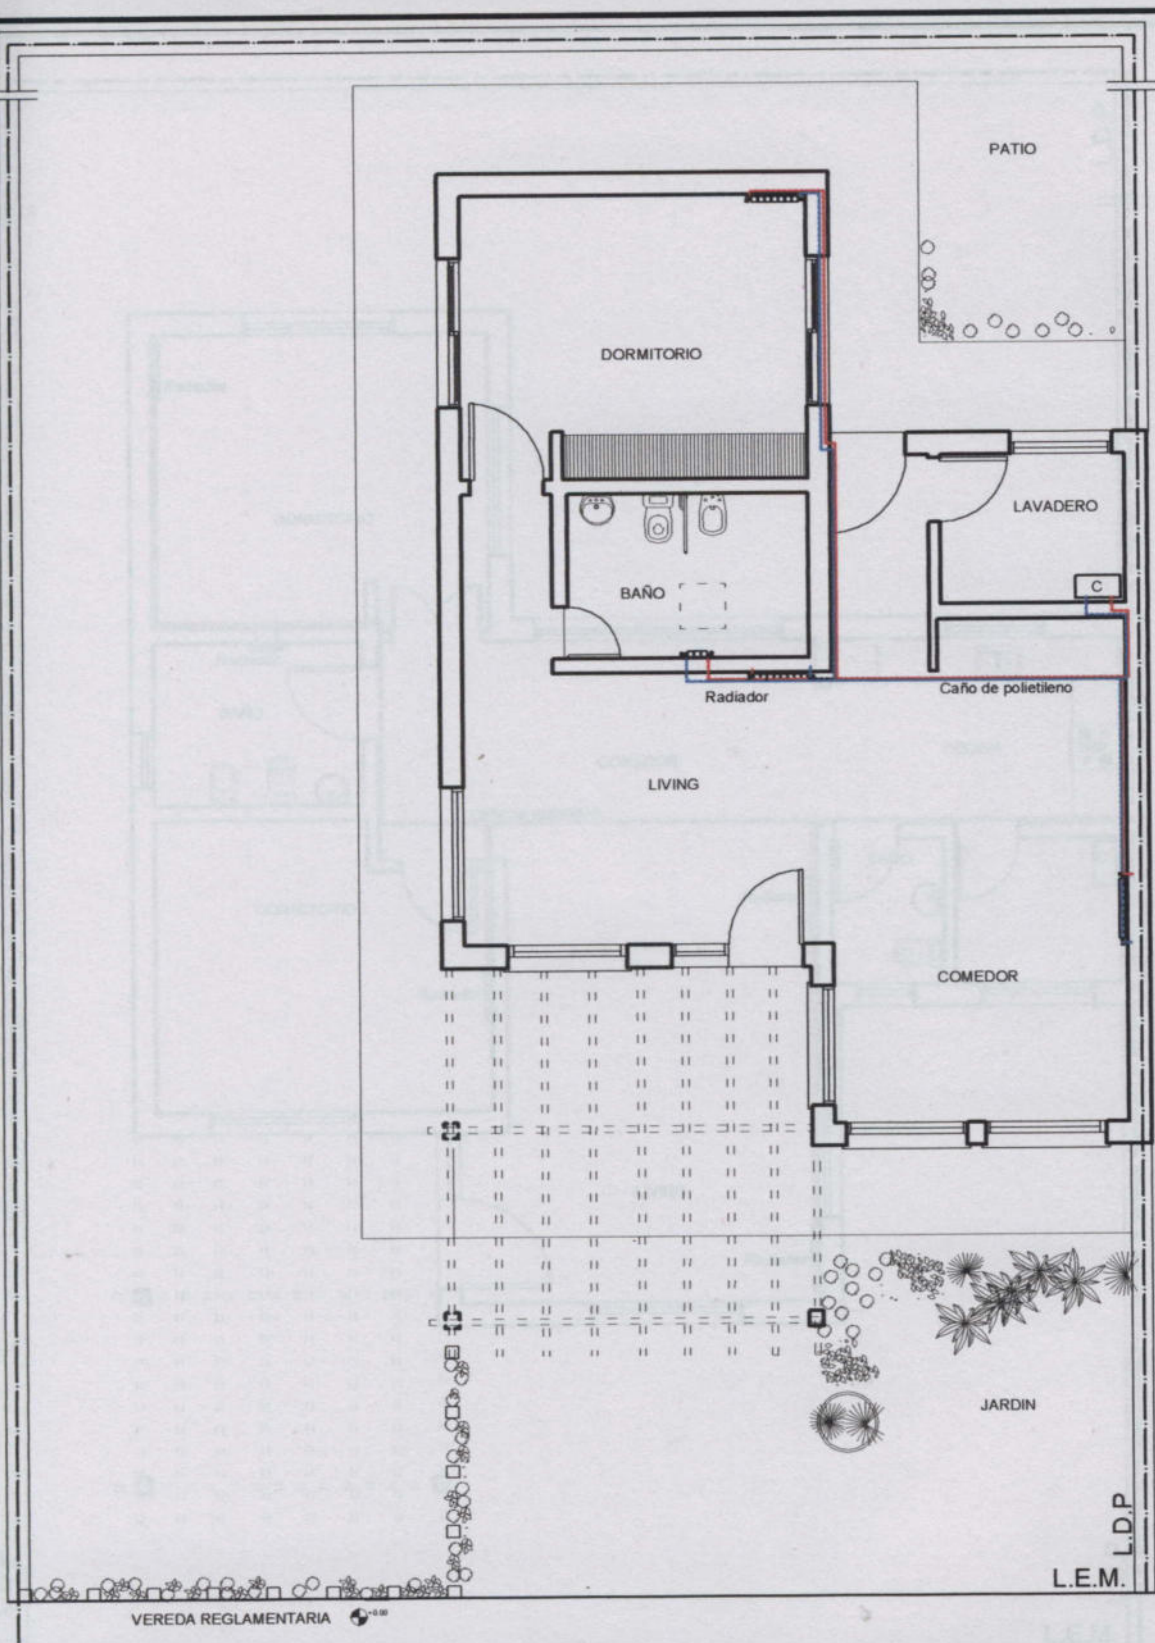 PATIO
DORMITORIO
LAVADERO
C
BAÑO
Radiador
Caño de polietileno
LIVING
COMEDOR
JARDIN
L.D.P
L.E.M.
VEREDA REGLAMENTARIA